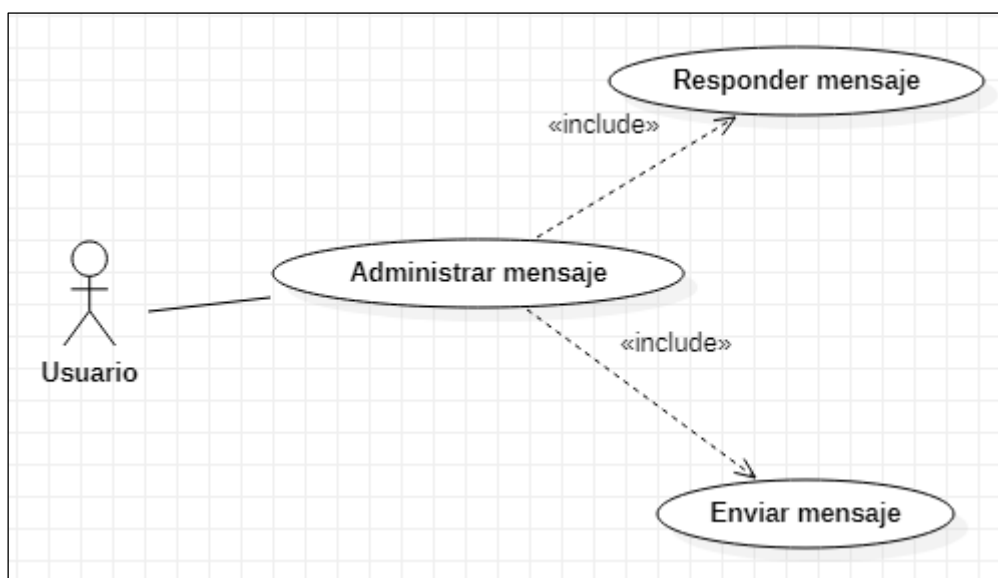 Responder mensaje
«include»
Administrar mensaje
«include»
Usuario
Enviar mensaje